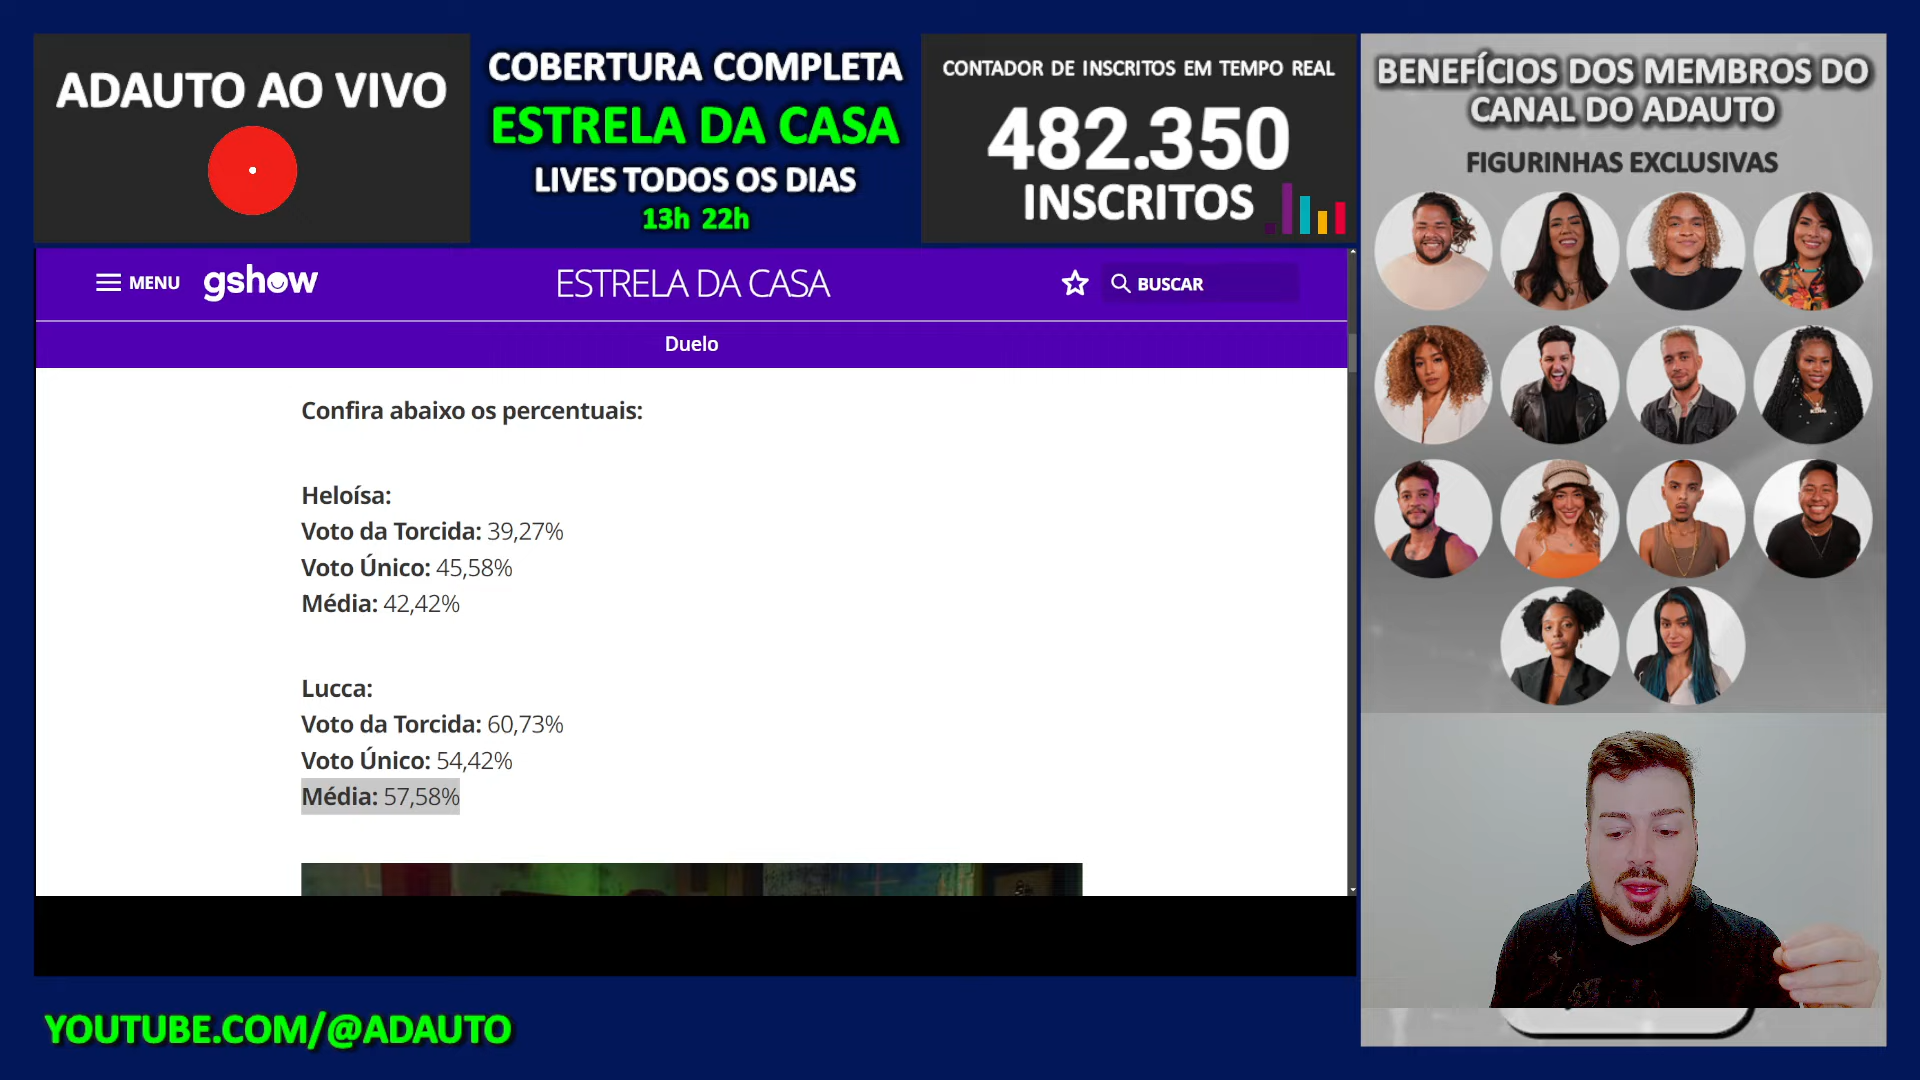 ADAUTO AO VIVO
COBERTURA COMPLETA
ESTRELA DA CASA
LIVES TODOS OS DIAS
13h 22h
CONTADOR DE INSCRITOS EM TEMPO REAL
482.350
INSCRITOS
BENEFÍCIOS DOS MEMBROS DO
CANAL DO ADAUTO
FIGURINHAS EXCLUSIVAS
MENU
gshow
ESTRELA DA CASA
BUSCAR
Duelo
Confira abaixo os percentuais:
Heloísa:
Voto da Torcida: 39,27%
Voto Único: 45,58%
Média: 42,42%
Lucca:
Voto da Torcida: 60,73%
Voto Único: 54,42%
Média: 57,58%
YOUTUBE.COM/@ADAUTO